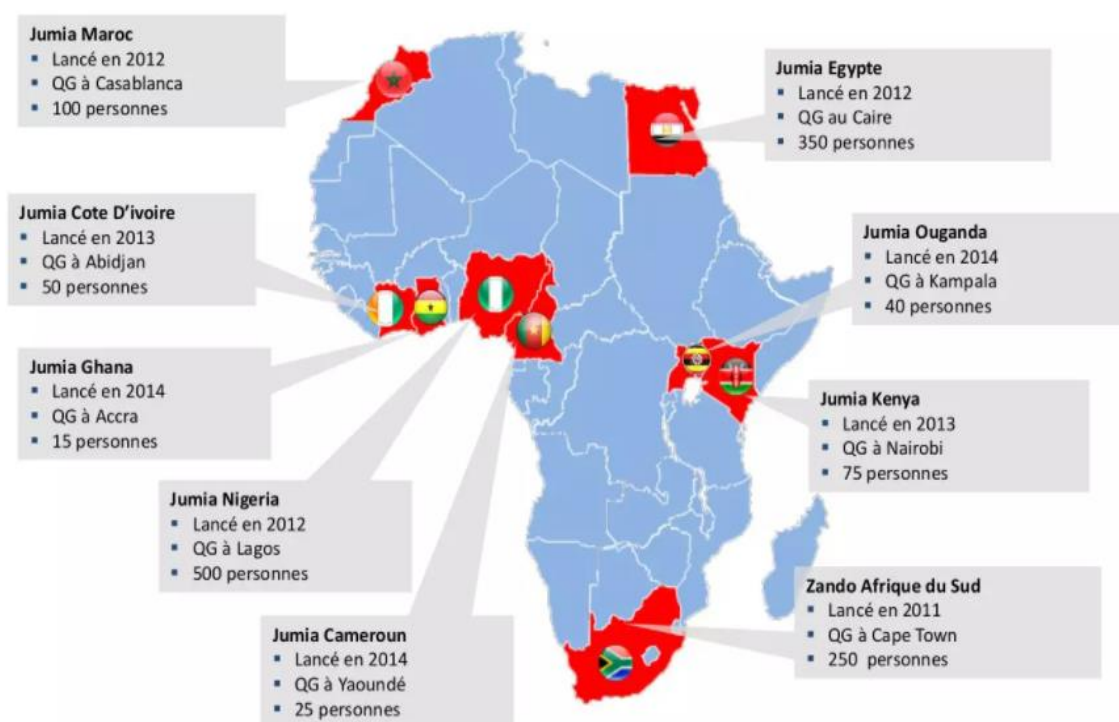 Jumia Maroc
▪ Lancé en 2012
▪ QG à Casablanca
▪ 100 personnes
Jumia Egypte
▪ Lancé en 2012
▪ QG au Caire
▪ 350 personnes
Jumia Cote D’ivoire
▪ Lancé en 2013
▪ QG à Abidjan
▪ 50 personnes
Jumia Ouganda
▪ Lancé en 2014
▪ QG à Kampala
▪ 40 personnes
Jumia Ghana
▪ Lancé en 2014
▪ QG à Accra
▪ 15 personnes
Jumia Kenya
▪ Lancé en 2013
▪ QG à Nairobi
▪ 75 personnes
Jumia Nigeria
▪ Lancé en 2012
▪ QG à Lagos
▪ 500 personnes
Zando Afrique du Sud
▪ Lancé en 2011
▪ QG à Cape Town
▪ 250 personnes
Jumia Cameroun
▪ Lancé en 2014
▪ QG à Yaoundé
▪ 25 personnes